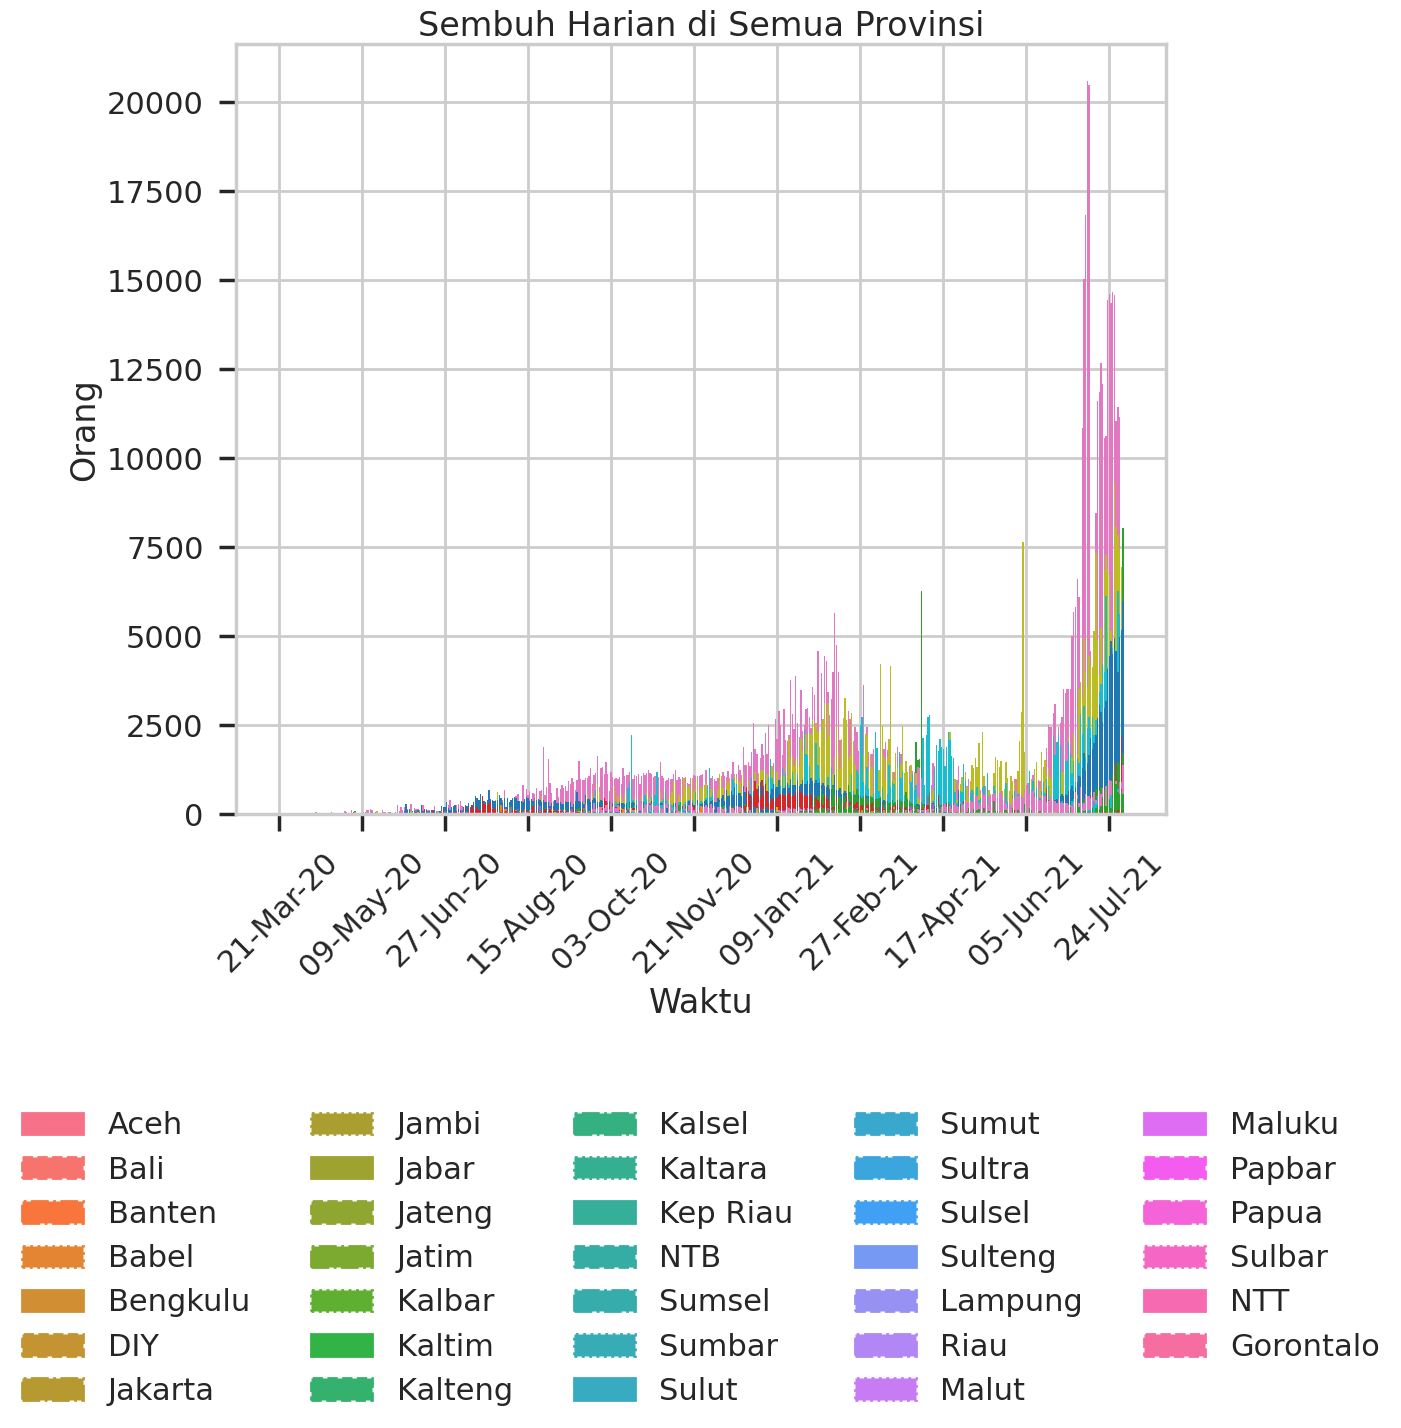 Sembuh Harian di Semua Provinsi
20000
17500
15000
12500
10000
7500
5000
2500
0
Orang
21-Mar-20
09-May-20
27-Jun-20
15-Aug-20
03-Oct-20
21-Nov-20
09-Jan-21
27-Feb-21
17-Apr-21
05-Jun-21
24-Jul-21
Waktu
Aceh
Bali
Banten
Babel
Bengkulu
DIY
Jakarta
Jambi
Jabar
Jateng
Jatim
Kalbar
Kaltim
Kalteng
Kalsel
Kaltara
Kep Riau
NTB
Sumsel
Sumbar
Sulut
Sumut
Sultra
Sulsel
Sulteng
Lampung
Riau
Malut
Maluku
Papbar
Papua
Sulbar
NTT
Gorontalo